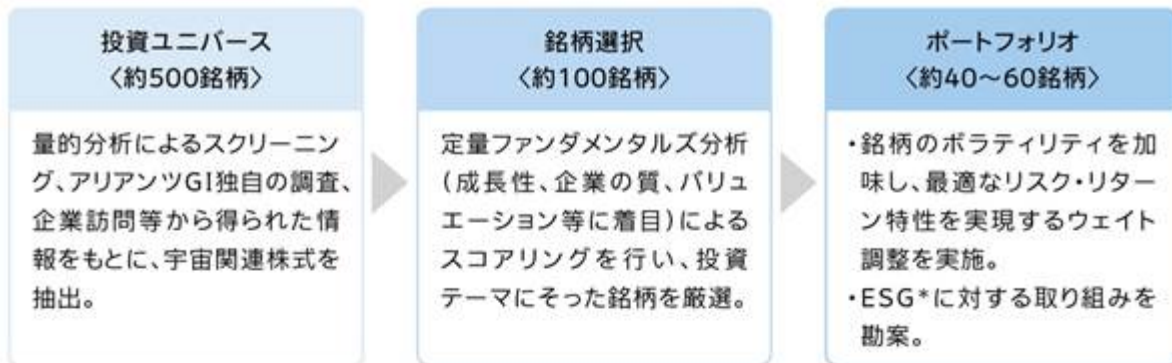 投資ユニバース
〈約500銘柄〉
量的分析によるスクリーニン
グ、アリアンツGI独自の調査、
企業訪問等から得られた情
報をもとに、宇宙関連株式を
抽出。
銘柄選択
〈約100銘柄〉
定量ファンダメンタルズ分析
(成長性、企業の質、バリュ
エーション等に着目)による
スコアリングを行い、投資
テーマにそった銘柄を厳選。
ポートフォリオ
〈約40～60銘柄〉
・銘柄のボラティリティを加
味し、最適なリスク・リター
ン特性を実現するウェイト
調整を実施。
・ESG*に対する取り組みを
勘案。